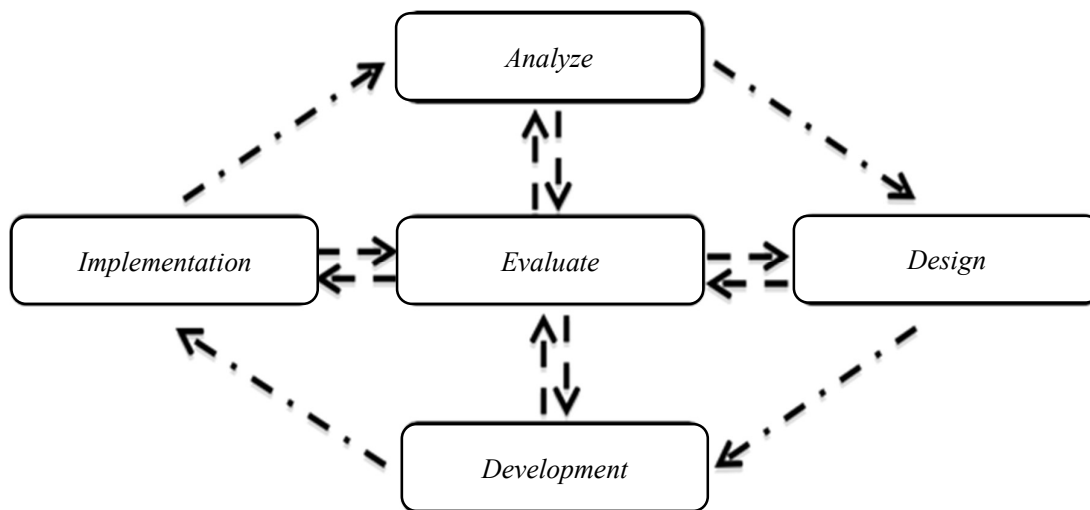 Analyze
Implementation
Evaluate
Design
Development